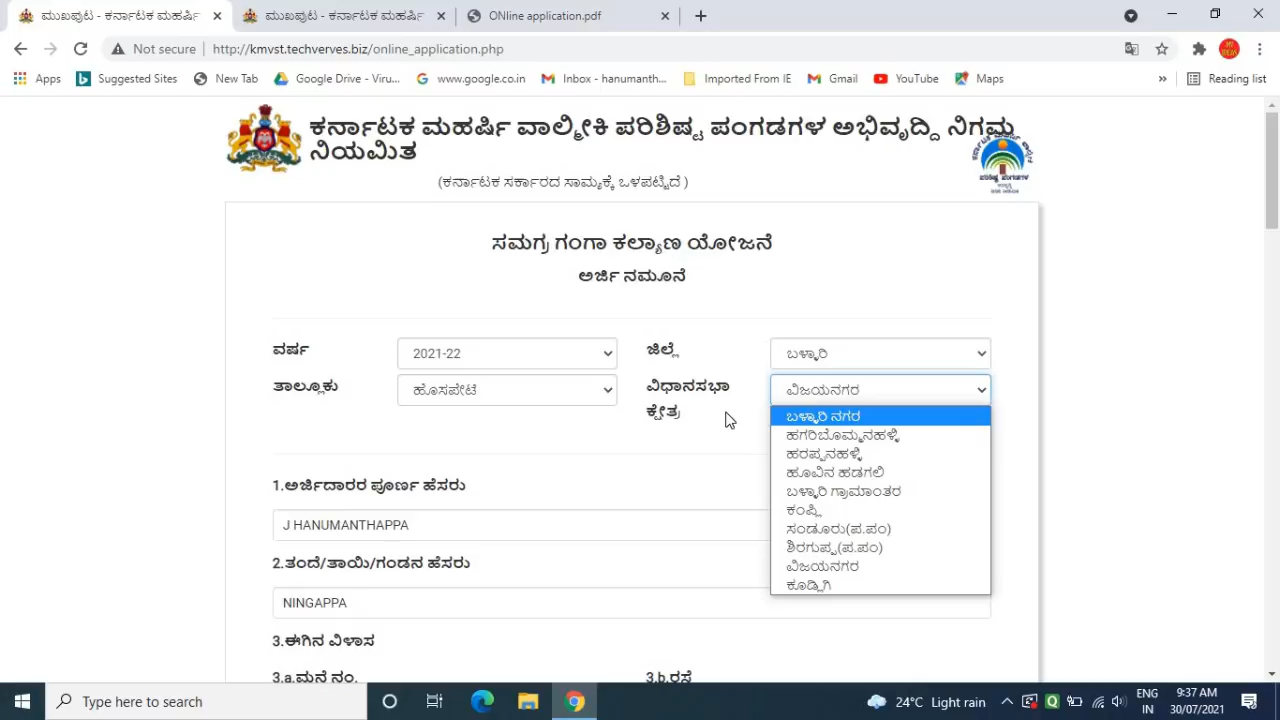 ಮುಖಪುಟ - ಕರ್ನಾಟಕ ಮಹರ್ಷಿ
ಮುಖಪುಟ - ಕರ್ನಾಟಕ ಮಹರ್ಷಿ
ONline application.pdf
Not secure | http://kmvst.techverves.biz/online_application.php
Apps
Suggested Sites
New Tab
Google Drive - Viru...
www.google.co.in
Inbox - hanumanth...
Imported From IE
Gmail
YouTube
Maps
»
Reading list
ಕರ್ನಾಟಕ ಮಹರ್ಷಿ ವಾಲ್ಮೀಕಿ ಪರಿಶಿಷ್ಟ ಪಂಗಡಗಳ ಅಭಿವೃದ್ಧಿ ನಿಗಮ
ನಿಯಮಿತ
(ಕರ್ನಾಟಕ ಸರ್ಕಾರದ ಸಾಮ್ಯಕ್ಕೆ ಒಳಪಟ್ಟಿದೆ )
ಸಮಗ್ರ ಗಂಗಾ ಕಲ್ಯಾಣ ಯೋಜನೆ
ಅರ್ಜಿ ನಮೂನೆ
ವರ್ಷ 2021-22 ಜಿಲ್ಲೆ ಬಳ್ಳಾರಿ
ತಾಲ್ಲೂಕು ಹೊಸಪೇಟೆ ವಿಧಾನಸಭಾ ವಿಜಯನಗರ
ಕ್ಷೇತ್ರ
ಬಳ್ಳಾರಿ ನಗರ
ಹಗರಿಬೊಮ್ಮನಹಳ್ಳಿ
ಹರಪ್ಪನಹಳ್ಳಿ
ಹೂವಿನ ಹಡಗಲಿ
ಬಳ್ಳಾರಿ ಗ್ರಾಮಾಂತರ
ಕಂಪ್ಲಿ
ಸಂಡೂರು(ಪ.ಪಂ)
ಶಿರಗುಪ್ಪ(ಪ.ಪಂ)
ವಿಜಯನಗರ
ಕೂಡ್ಲಿಗಿ
1.ಅರ್ಜಿದಾರರ ಪೂರ್ಣ ಹೆಸರು
J HANUMANTHAPPA
2.ತಂದೆ/ತಾಯಿ/ಗಂಡನ ಹೆಸರು
NINGAPPA
3.ಈಗಿನ ವಿಳಾಸ
3.a.ಮನೆ ನಂ. 3.b.ರಸ್ತೆ
Type here to search
24°C Light rain
ENG
IN
9:37 AM
30/07/2021